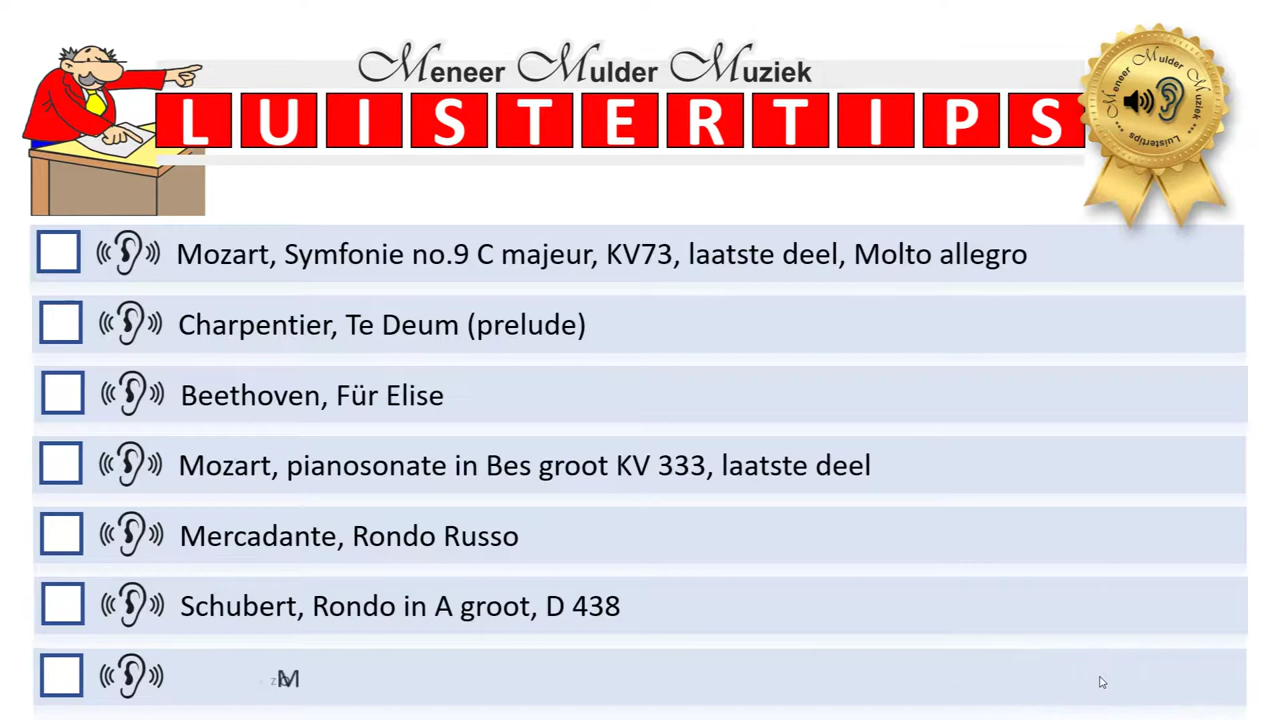 Meneer Mulder Muziek
LUISTERTIPS
Meneer Mulder Muziek
*** Luistertips ***
Mozart, Symfonie no.9 C majeur, KV73, laatste deel, Molto allegro
Charpentier, Te Deum (prelude)
Beethoven, Für Elise
Mozart, pianosonate in Bes groot KV 333, laatste deel
Mercadante, Rondo Russo
Schubert, Rondo in A groot, D 438